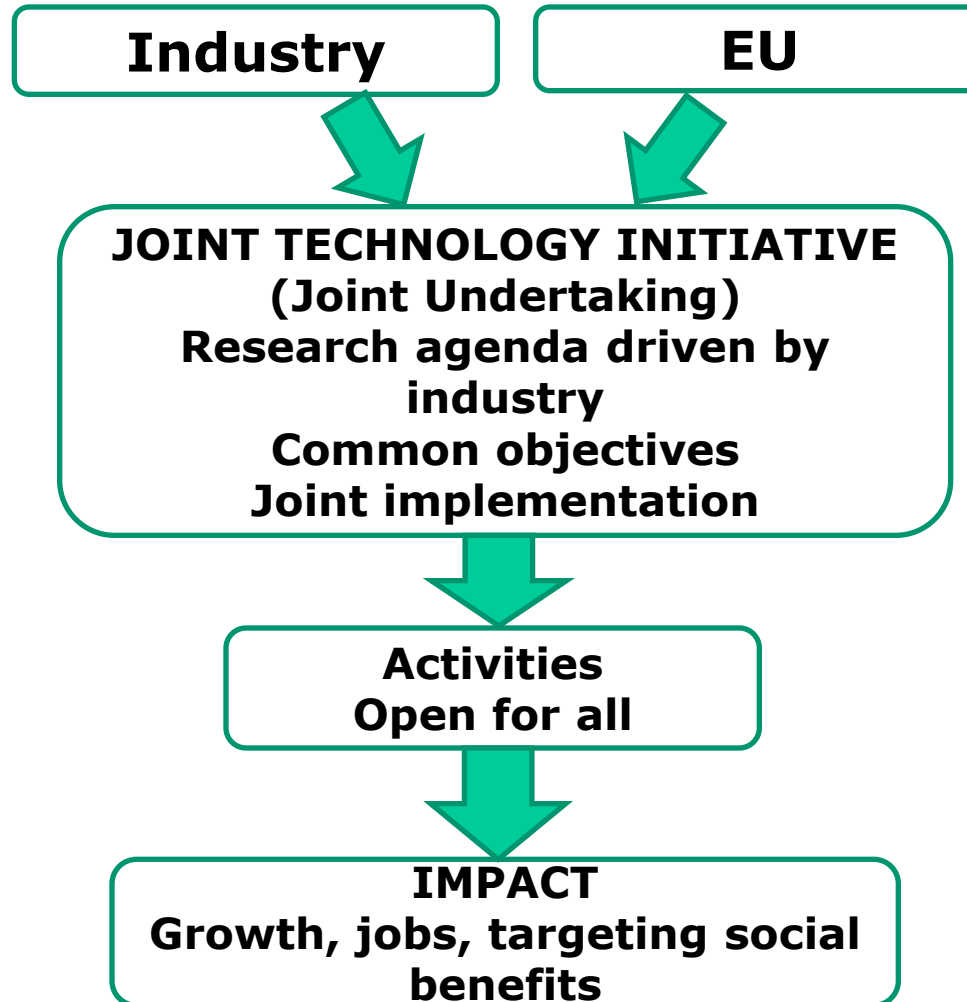 Industry
EU
JOINT TECHNOLOGY INITIATIVE
(Joint Undertaking)
Research agenda driven by
industry
Common objectives
Joint implementation
Activities
Open for all
IMPACT
Growth, jobs, targeting social
benefits